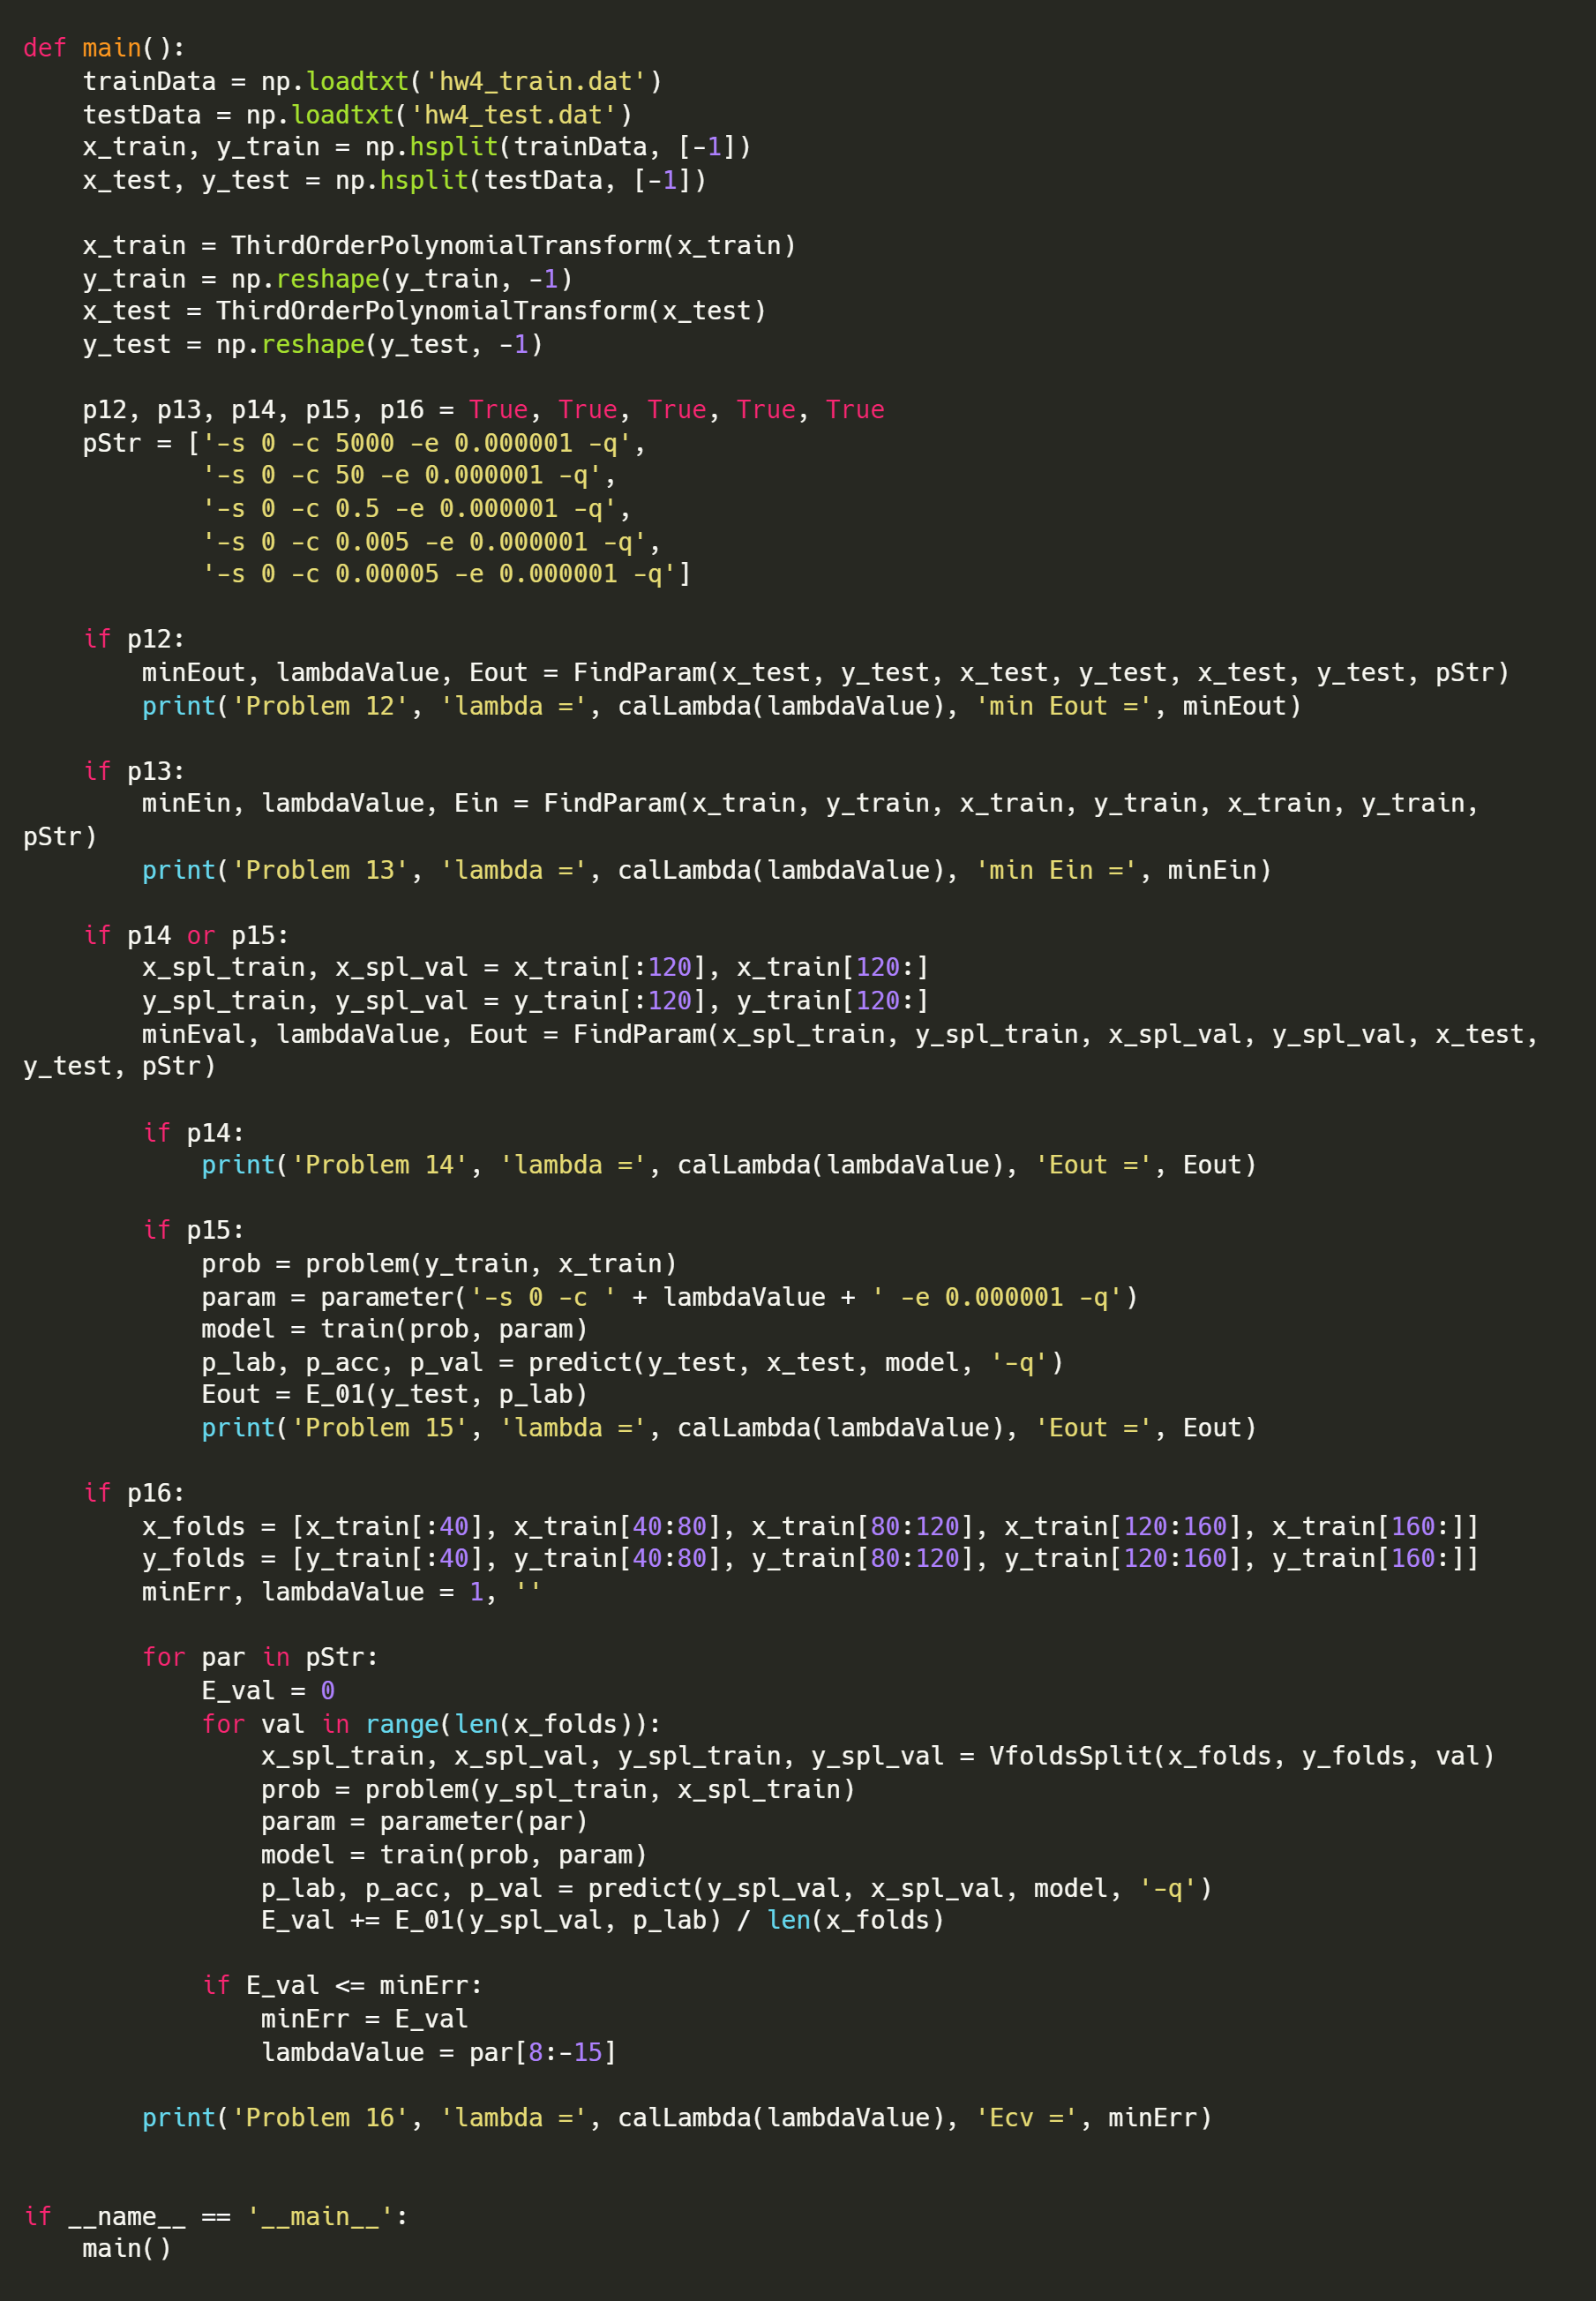 def main():
    trainData = np.loadtxt('hw4_train.dat')
    testData = np.loadtxt('hw4_test.dat')
    x_train, y_train = np.hsplit(trainData, [-1])
    x_test, y_test = np.hsplit(testData, [-1])

    x_train = ThirdOrderPolynomialTransform(x_train)
    y_train = np.reshape(y_train, -1)
    x_test = ThirdOrderPolynomialTransform(x_test)
    y_test = np.reshape(y_test, -1)

    p12, p13, p14, p15, p16 = True, True, True, True, True
    pStr = ['-s 0 -c 5000 -e 0.000001 -q',
            '-s 0 -c 50 -e 0.000001 -q',
            '-s 0 -c 0.5 -e 0.000001 -q',
            '-s 0 -c 0.005 -e 0.000001 -q',
            '-s 0 -c 0.00005 -e 0.000001 -q']

    if p12:
        minEout, lambdaValue, Eout = FindParam(x_test, y_test, x_test, y_test, x_test, y_test, pStr)
        print('Problem 12', 'lambda =', calLambda(lambdaValue), 'min Eout =', minEout)

    if p13:
        minEin, lambdaValue, Ein = FindParam(x_train, y_train, x_train, y_train, x_train, y_train,
pStr)
        print('Problem 13', 'lambda =', calLambda(lambdaValue), 'min Ein =', minEin)

    if p14 or p15:
        x_spl_train, x_spl_val = x_train[:120], x_train[120:]
        y_spl_train, y_spl_val = y_train[:120], y_train[120:]
        minEval, lambdaValue, Eout = FindParam(x_spl_train, y_spl_train, x_spl_val, y_spl_val, x_test,
y_test, pStr)

        if p14:
            print('Problem 14', 'lambda =', calLambda(lambdaValue), 'Eout =', Eout)

        if p15:
            prob = problem(y_train, x_train)
            param = parameter('-s 0 -c ' + lambdaValue + ' -e 0.000001 -q')
            model = train(prob, param)
            p_lab, p_acc, p_val = predict(y_test, x_test, model, '-q')
            Eout = E_01(y_test, p_lab)
            print('Problem 15', 'lambda =', calLambda(lambdaValue), 'Eout =', Eout)

    if p16:
        x_folds = [x_train[:40], x_train[40:80], x_train[80:120], x_train[120:160], x_train[160:]]
        y_folds = [y_train[:40], y_train[40:80], y_train[80:120], y_train[120:160], y_train[160:]]
        minErr, lambdaValue = 1, ''

        for par in pStr:
            E_val = 0
            for val in range(len(x_folds)):
                x_spl_train, x_spl_val, y_spl_train, y_spl_val = VfoldsSplit(x_folds, y_folds, val)
                prob = problem(y_spl_train, x_spl_train)
                param = parameter(par)
                model = train(prob, param)
                p_lab, p_acc, p_val = predict(y_spl_val, x_spl_val, model, '-q')
                E_val += E_01(y_spl_val, p_lab) / len(x_folds)

            if E_val <= minErr:
                minErr = E_val
                lambdaValue = par[8:-15]

        print('Problem 16', 'lambda =', calLambda(lambdaValue), 'Ecv =', minErr)


if __name__ == '__main__':
    main()